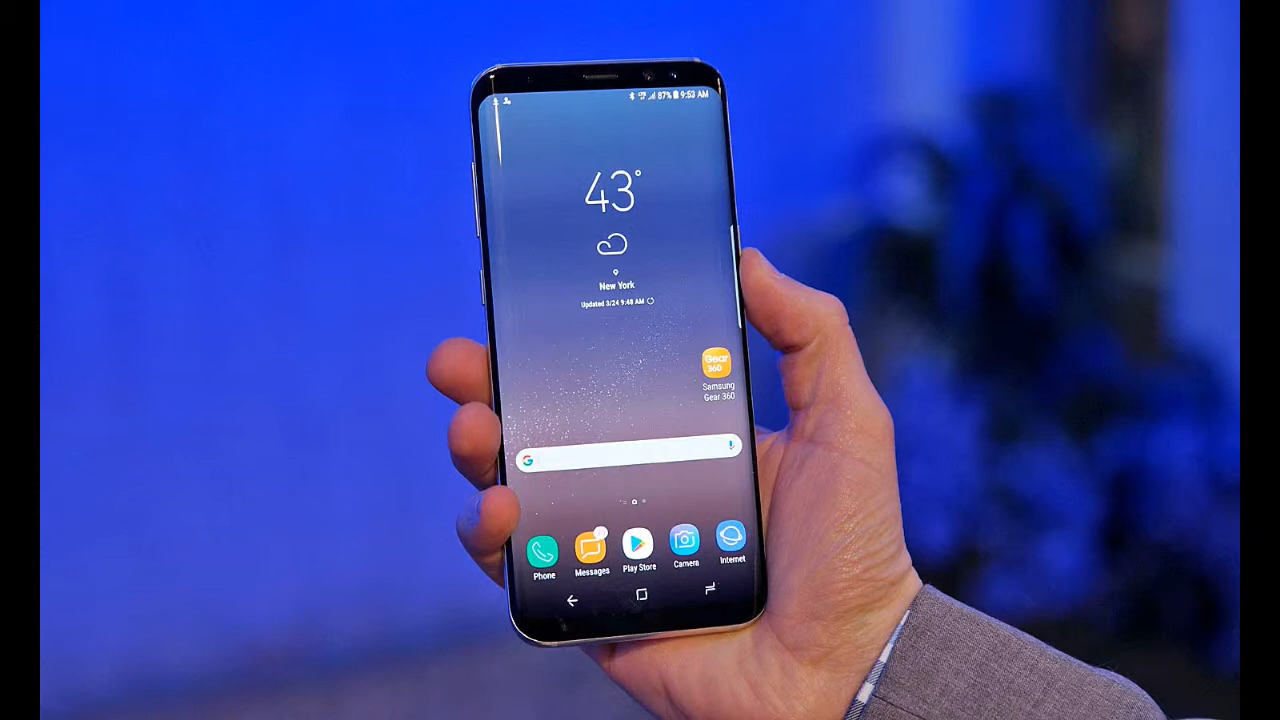 87% 9:53 AM
43°
New York
Updated 3/24 9:48 AM
Gear
360
Samsung
Gear 360
G
Phone
Messages
Play Store
Camera
Internet